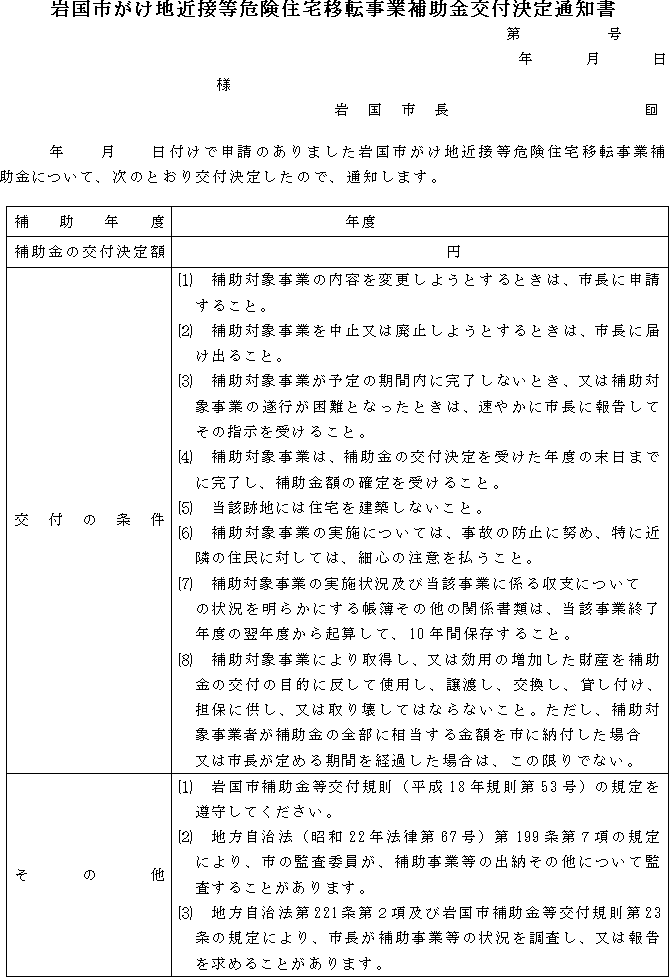 岩国市がけ地近接等危険住宅移転事業補助金交付決定通知書
第　　　　　号
年　　　月　　　日
様
岩　国　市　長　　　　　　　　　　　　印
年　　月　　日付けで申請のありました岩国市がけ地近接等危険住宅移転事業補
助金について、次のとおり交付決定したので、通知します。
補　助　年　度　　　　　　　　　　年度
補助金の交付決定額　　　　　　　　　　円
交　付　の　条　件
⑴　補助対象事業の内容を変更しようとするときは、市長に申請
すること。
⑵　補助対象事業を中止又は廃止しようとするときは、市長に届
け出ること。
⑶　補助対象事業が予定の期間内に完了しないとき、又は補助対
象事業の遂行が困難となったときは、速やかに市長に報告して
その指示を受けること。
⑷　補助対象事業は、補助金の交付決定を受けた年度の末日まで
に完了し、補助金額の確定を受けること。
⑸　当該跡地には住宅を建築しないこと。
⑹　補助対象事業の実施については、事故の防止に努め、特に近
隣の住民に対しては、細心の注意を払うこと。
⑺　補助対象事業の実施状況及び当該事業に係る収支について
の状況を明らかにする帳簿その他の関係書類は、当該事業終了
年度の翌年度から起算して、10年間保存すること。
⑻　補助対象事業により取得し、又は効用の増加した財産を補助
金の交付の目的に反して使用し、譲渡し、交換し、貸し付け、
担保に供し、又は取り壊してはならないこと。ただし、補助対
象事業者が補助金の全部に相当する金額を市に納付した場合
又は市長が定める期間を経過した場合は、この限りでない。
そ　の　他
⑴　岩国市補助金等交付規則（平成18年規則第53号）の規定を
遵守してください。
⑵　地方自治法（昭和22年法律第67号）第199条第７項の規定
により、市の監査委員が、補助事業等の出納その他について監
査することがあります。
⑶　地方自治法第221条第２項及び岩国市補助金等交付規則第23
条の規定により、市長が補助事業等の状況を調査し、又は報告
を求めることがあります。